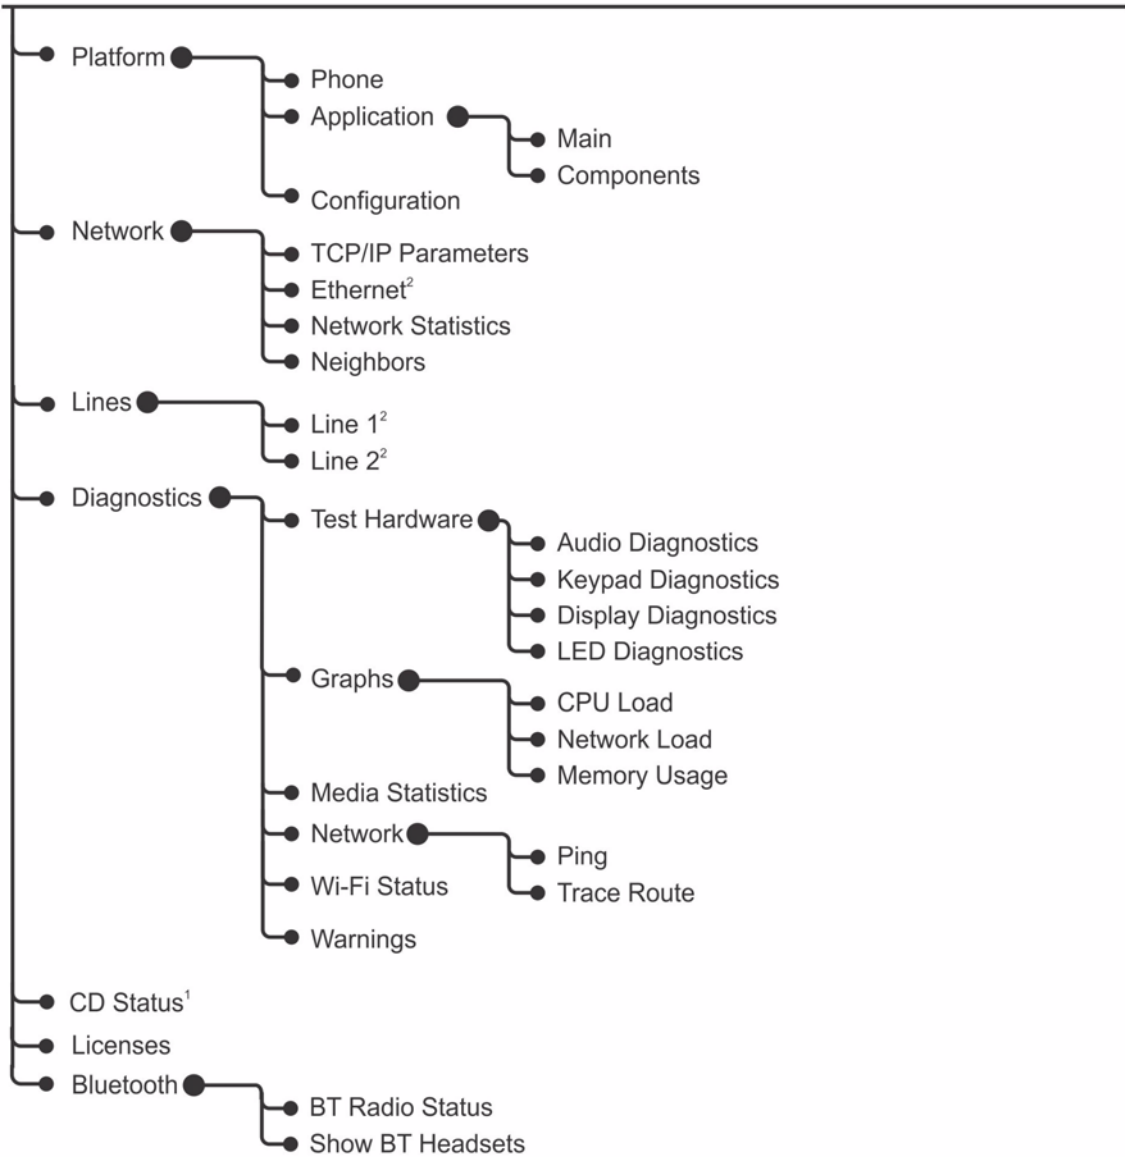 Platform
Phone
Application
Main
Components
Configuration
Network
TCP/IP Parameters
Ethernet²
Network Statistics
Neighbors
Lines
Line 1²
Line 2²
Diagnostics
Test Hardware
Audio Diagnostics
Keypad Diagnostics
Display Diagnostics
LED Diagnostics
Graphs
CPU Load
Network Load
Memory Usage
Media Statistics
Network
Ping
Trace Route
Wi-Fi Status
Warnings
CD Status¹
Licenses
Bluetooth
BT Radio Status
Show BT Headsets